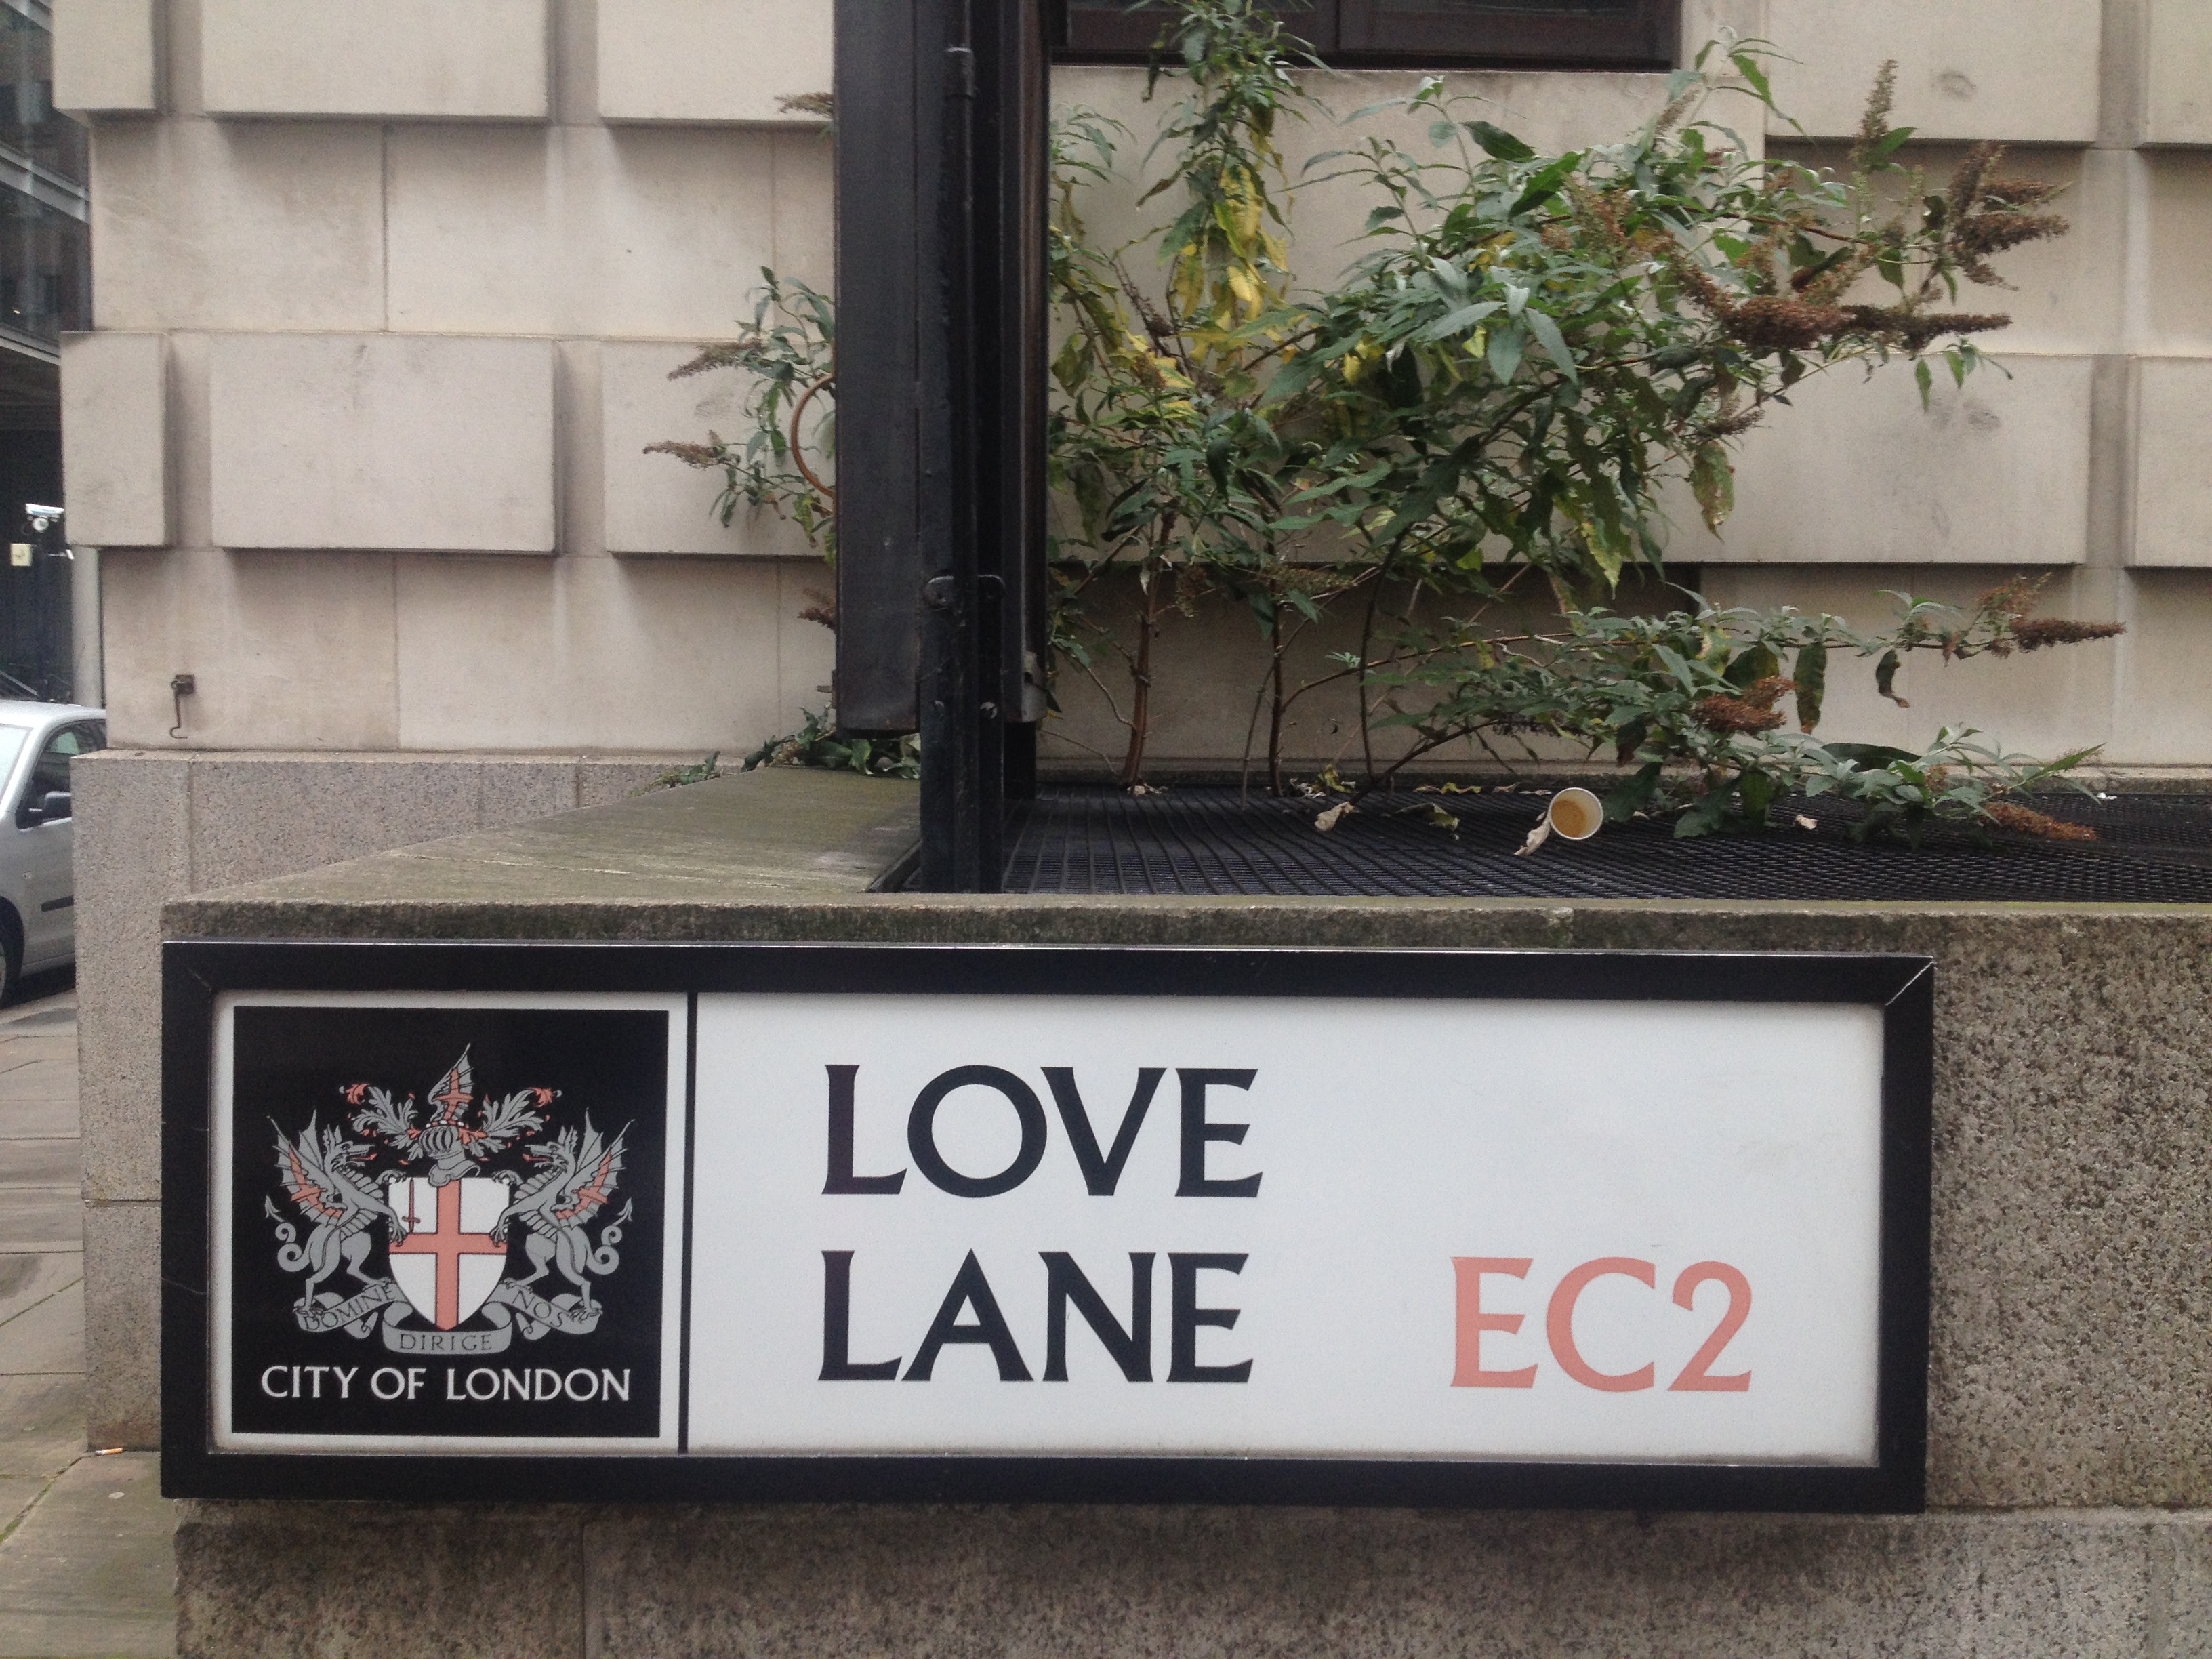 DOMINE DIRIGE NOS
CITY OF LONDON
LOVE
LANE EC2